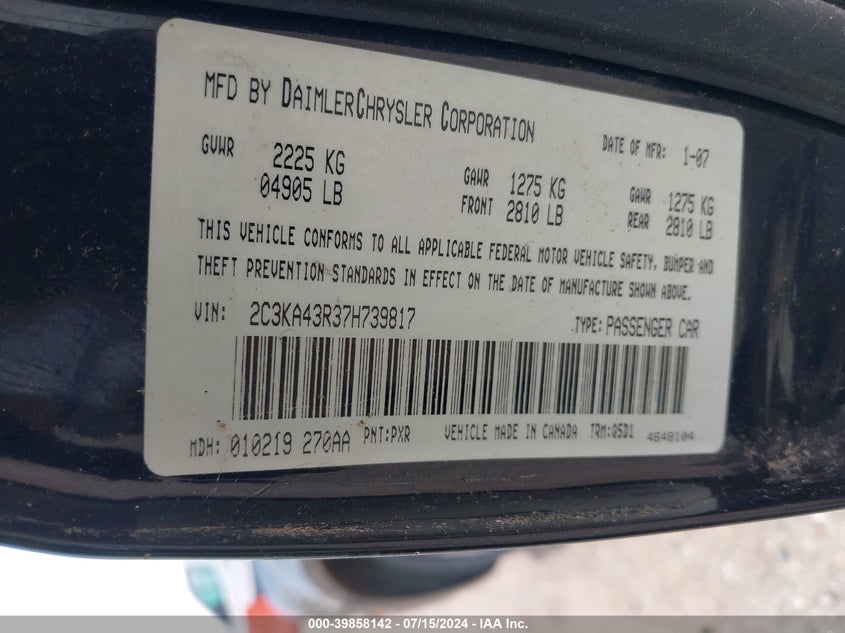 MFD BY DAIMLERCHRYSLER CORPORATION
DATE OF MFR: 1-07
GVWR 2225 KG
04905 LB
GAWR FRONT 1275 KG
2810 LB
GAWR REAR 1275 KG
2810 LB
THIS VEHICLE CONFORMS TO ALL APPLICABLE FEDERAL MOTOR VEHICLE SAFETY, BUMPER AND
THEFT PREVENTION STANDARDS IN EFFECT ON THE DATE OF MANUFACTURE SHOWN ABOVE.
VIN: 2C3KA43R37H739817
TYPE: PASSENGER CAR
MDH: 010219 270AA PNT:PXR VEHICLE MADE IN CANADA TRM:Q5D1 4648104
000-39858142 - 07/15/2024 - IAA Inc.